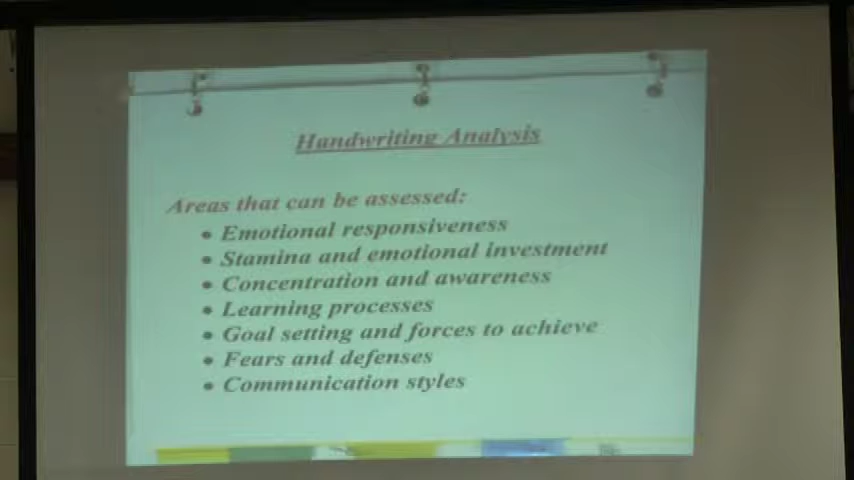 Handwriting Analysis
Areas that can be assessed:
• Emotional responsiveness
• Stamina and emotional investment
• Concentration and awareness
• Learning processes
• Goal setting and forces to achieve
• Fears and defenses
• Communication styles